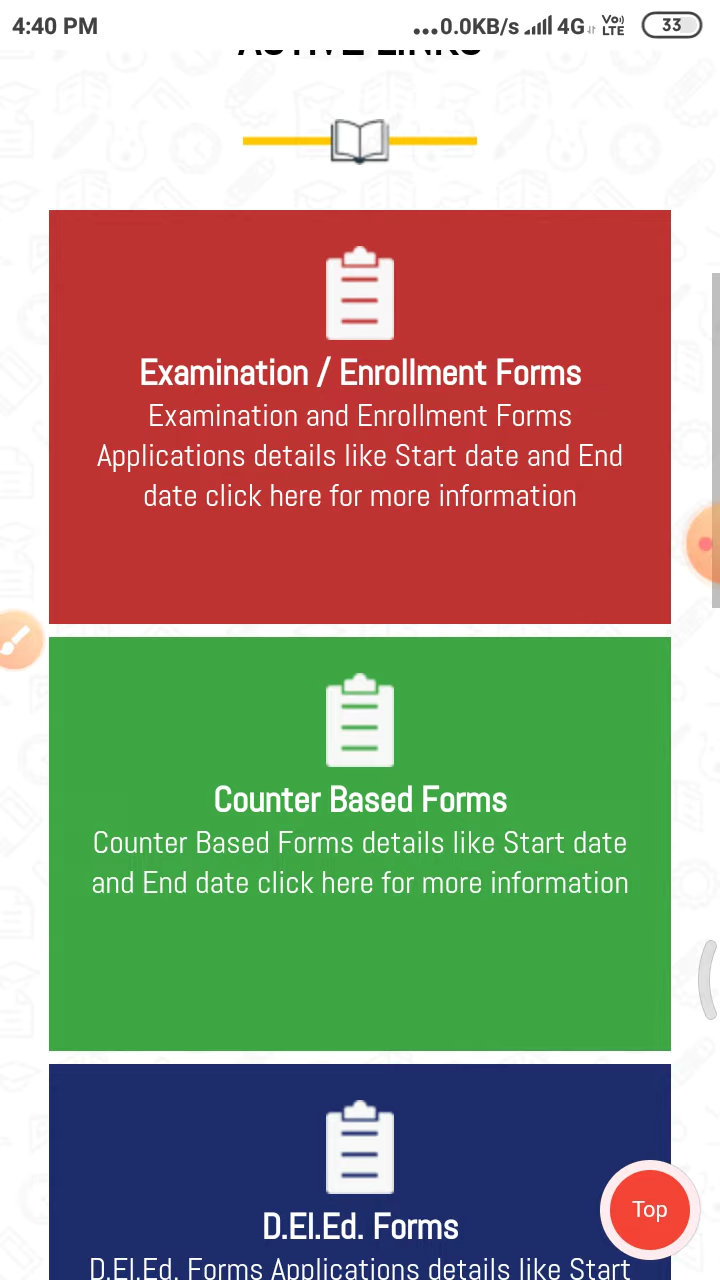 4:40 PM ...0.0KB/s 4G Vo) LTE 33
ACTIVE LINKS
Examination / Enrollment Forms
Examination and Enrollment Forms
Applications details like Start date and End
date click here for more information
Counter Based Forms
Counter Based Forms details like Start date
and End date click here for more information
D.El.Ed. Forms
Top
D.El.Ed. Forms Applications details like Start